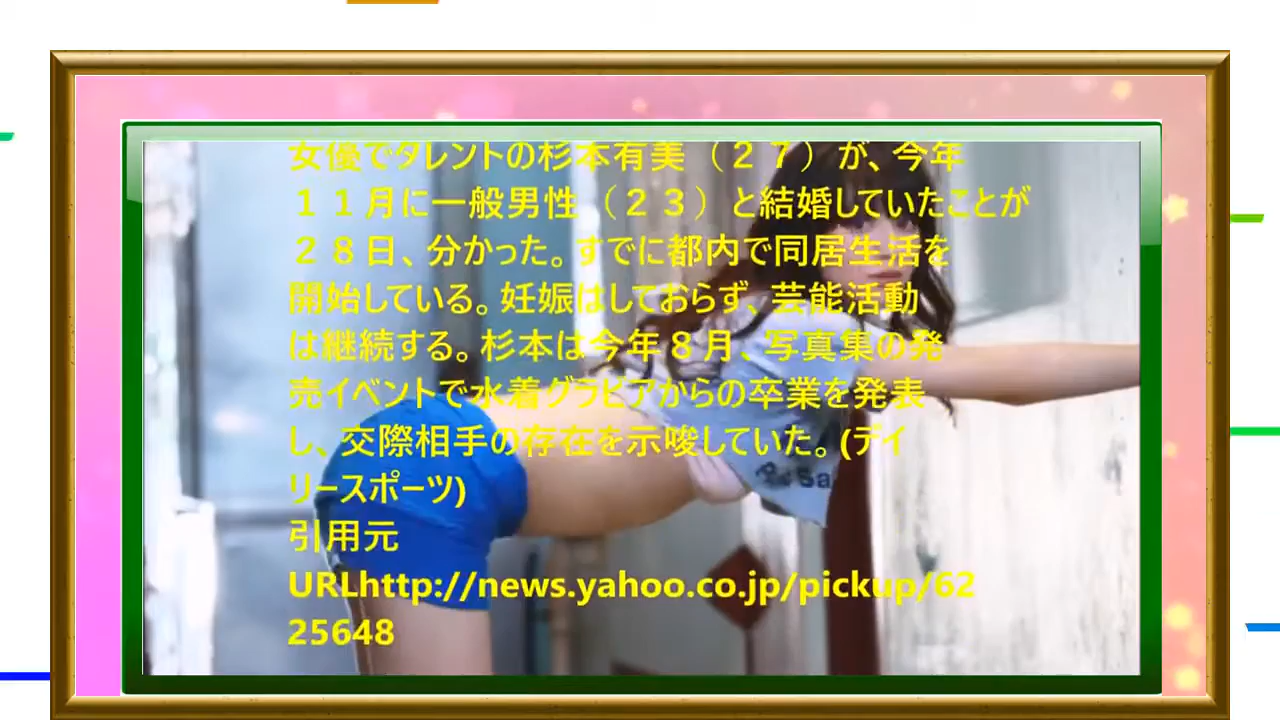 女優でタレントの杉本有美（２７）が、今年
１１月に一般男性（２３）と結婚していたことが
２８日、分かった。すでに都内で同居生活を
開始している。妊娠はしておらず、芸能活動
は継続する。杉本は今年８月、写真集の発
売イベントで水着グラビアからの卒業を発表
し、交際相手の存在を示唆していた。(デイ
リースポーツ)
引用元
URLhttp://news.yahoo.co.jp/pickup/62
25648